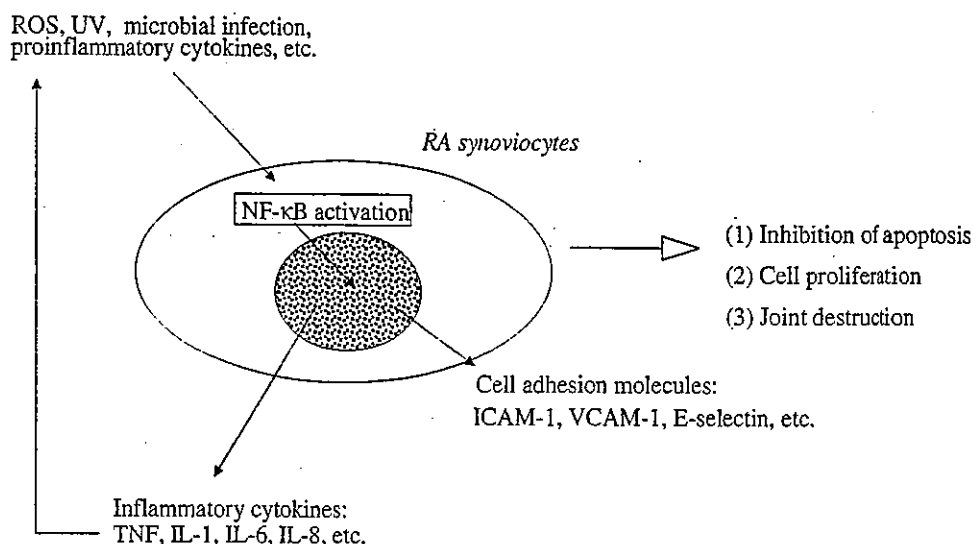 ROS, UV, microbial infection,
proinflammatory cytokines, etc.
RA synoviocytes
NF-κB activation
(1) Inhibition of apoptosis
(2) Cell proliferation
(3) Joint destruction
Cell adhesion molecules:
ICAM-1, VCAM-1, E-selectin, etc.
Inflammatory cytokines:
TNF, IL-1, IL-6, IL-8, etc.